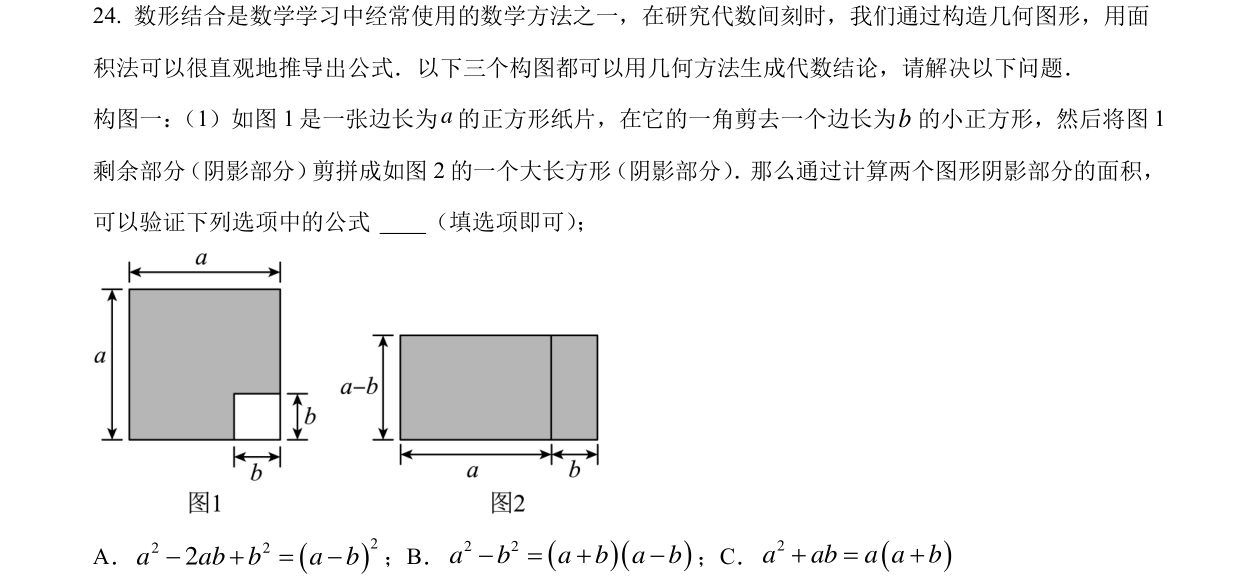 24. 数形结合是数学学习中经常使用的数学方法之一，在研究代数间刻时，我们通过构造几何图形，用面
积法可以很直观地推导出公式．以下三个构图都可以用几何方法生成代数结论，请解决以下问题．
构图一：（1）如图 1 是一张边长为 a 的正方形纸片，在它的一角剪去一个边长为 b 的小正方形，然后将图 1
剩余部分（阴影部分）剪拼成如图 2 的一个大长方形（阴影部分）．那么通过计算两个图形阴影部分的面积，
可以验证下列选项中的公式 ____（填选项即可）；
a
a
b
b
图1
a−b
a
b
图2
A． a² − 2ab + b² = (a − b)²；B． a² − b² = (a + b)(a − b)；C． a² + ab = a(a + b)